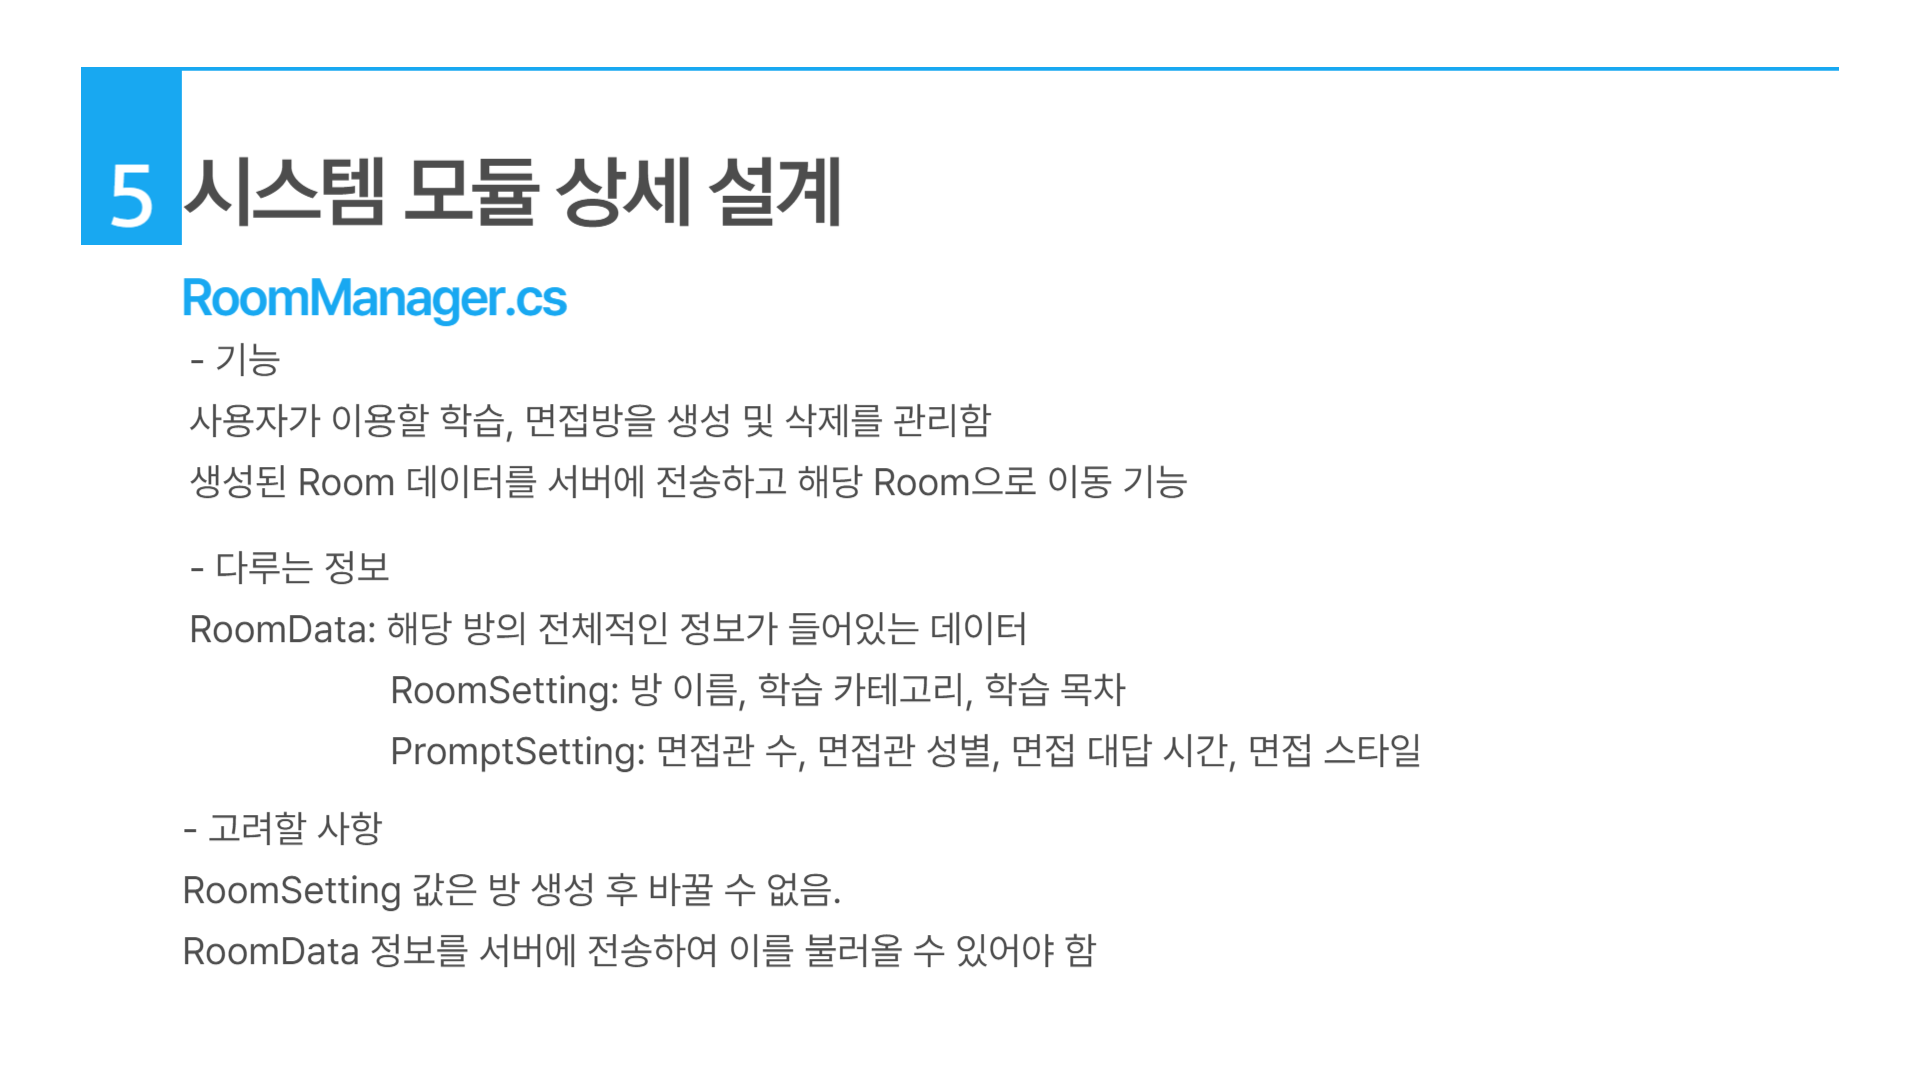 5 시스템 모듈 상세 설계
RoomManager.cs
- 기능
사용자가 이용할 학습, 면접방을 생성 및 삭제를 관리함
생성된 Room 데이터를 서버에 전송하고 해당 Room으로 이동 기능
- 다루는 정보
RoomData: 해당 방의 전체적인 정보가 들어있는 데이터
RoomSetting: 방 이름, 학습 카테고리, 학습 목차
PromptSetting: 면접관 수, 면접관 성별, 면접 대답 시간, 면접 스타일
- 고려할 사항
RoomSetting 값은 방 생성 후 바꿀 수 없음.
RoomData 정보를 서버에 전송하여 이를 불러올 수 있어야 함